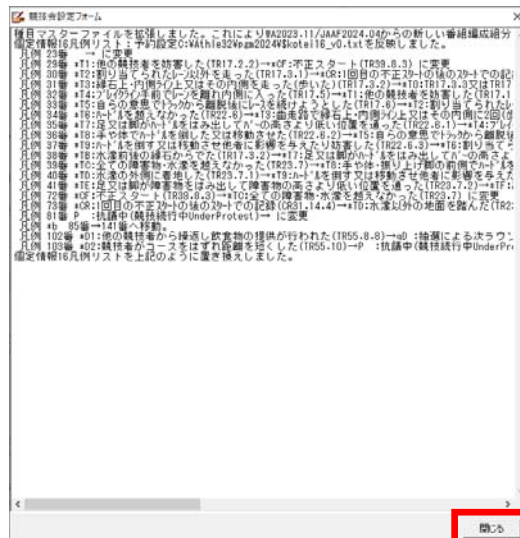 競技会設定フォーム
種目マスターファイルを拡張しました。これによりWA2023.11/JAAF2024.04からの新しい番組編成組分
固定情報16凡例リスト:予約設定C:¥Athle32¥pgm2024¥$kotei16_v0.txtを反映しました。
凡例 23番 → に変更
凡例 29番 *T1:他の競技者を妨害した(TR17.2.2)→*CF:不正スタート(TR39.8.3) に変更
凡例 30番 *T2:割り当てられたレーン以外を走った(TR17.3.1)→*CR:1回目の不正スタートの後のスタートでの記
凡例 31番 *T3:縁石上・内側ライン上又はその内側を走った(歩いた)(TR17.3.2)→*T0:TR17.3.3又はTR17
凡例 32番 *T4:ブレイクライン手前でレーンを離れ内側に入った(TR17.5)→*T1:他の競技者を妨害した(TR17.1
凡例 33番 *T5:自らの意思でトラックから離脱後にレースを続けようとした(TR17.6)→*T2:割り当てられたレ
凡例 34番 *T6:ハードルを越えなかった(TR22.6)→*T3:曲走路で縁石上・内側ライン上又はその内側に2回(歩
凡例 35番 *T7:足又は脚がハードルをはみ出してバーの高さより低い位置を通った(TR22.6.1)→*T4:ブレイ
凡例 36番 *T8:手や体でハードルを倒した又は移動させた(TR22.6.2)→*T5:自らの意思でトラックから離脱後
凡例 37番 *T9:ハードルを倒す又は移動させ他者に影響を与えたり妨害した(TR22.6.3)→*T6:割り当てら
凡例 38番 *T8:水濠前後の縁石からでた(TR17.3.2)→*T7:足又は脚がハードルをはみ出してバーの高さよ
凡例 39番 *TC:全ての障害物・水濠を越えなかった(TR23.7)→*T8:手や体・振り上げ脚の前側でハードルを
凡例 40番 *TD:水濠の外側に着地した(TR23.7.1)→*T9:ハードルを倒す又は移動させ他者に影響を与えた
凡例 41番 *TE:足又は脚が障害物をはみ出して障害物の高さより低い位置を通った(TR23.7.2)→*TF:
凡例 72番 *CF:不正スタート(TR39.8.3)→*TC:全ての障害物・水濠を越えなかった(TR23.7) に変更
凡例 73番 *CR:1回目の不正スタートの後のスタートでの記録(CR31.14.4)→*TD:水濠以外の地面を踏んだ(TR2
凡例 81番 P :抗議中(競技続行中UnderProtest)→ に変更
凡例 *b 85番→141番へ移動。
凡例 102番 *D1:他の競技者から繰返し飲食物の提供が行われた(TR55.8.8)→aD :抽選による次ラウン
凡例 103番 *D2:競技者がコースをはずれ距離を短くした(TR55.10)→P :抗議中(競技続行中UnderPr
固定情報16凡例リストを上記のように置き換えしました。
閉じる